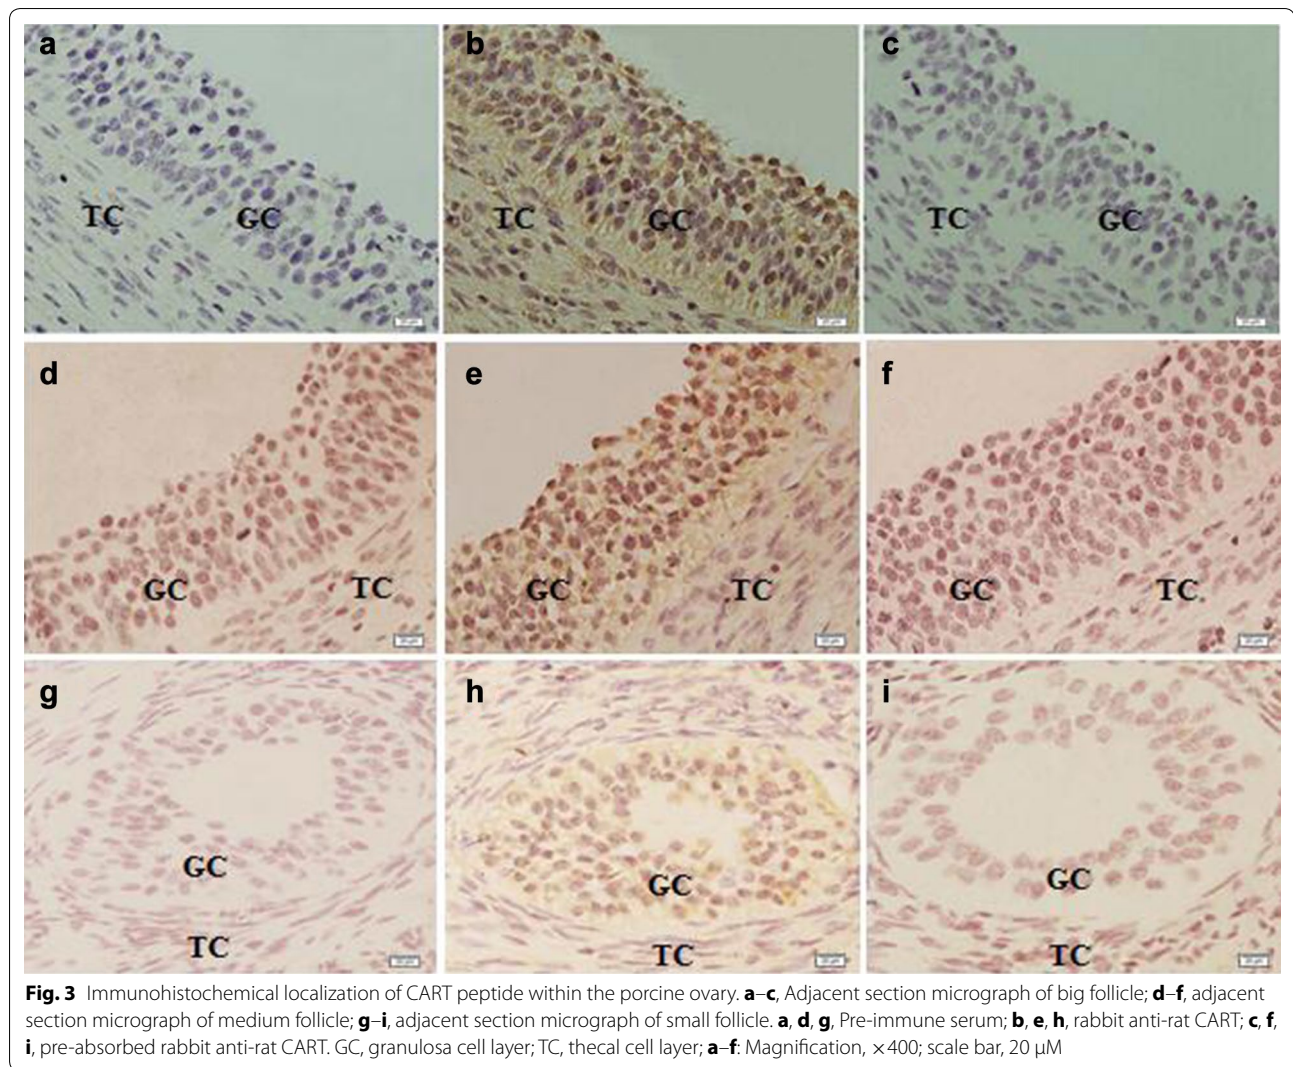 a
b
c
TC
GC
TC
GC
TC
GC
d
e
f
GC
TC
GC
TC
GC
TC
g
h
i
GC
TC
GC
TC
GC
TC
Fig. 3 Immunohistochemical localization of CART peptide within the porcine ovary. a–c, Adjacent section micrograph of big follicle; d–f, adjacent
section micrograph of medium follicle; g–i, adjacent section micrograph of small follicle. a, d, g, Pre-immune serum; b, e, h, rabbit anti-rat CART; c, f,
i, pre-absorbed rabbit anti-rat CART. GC, granulosa cell layer; TC, thecal cell layer; a–f: Magnification, ×400; scale bar, 20 μM